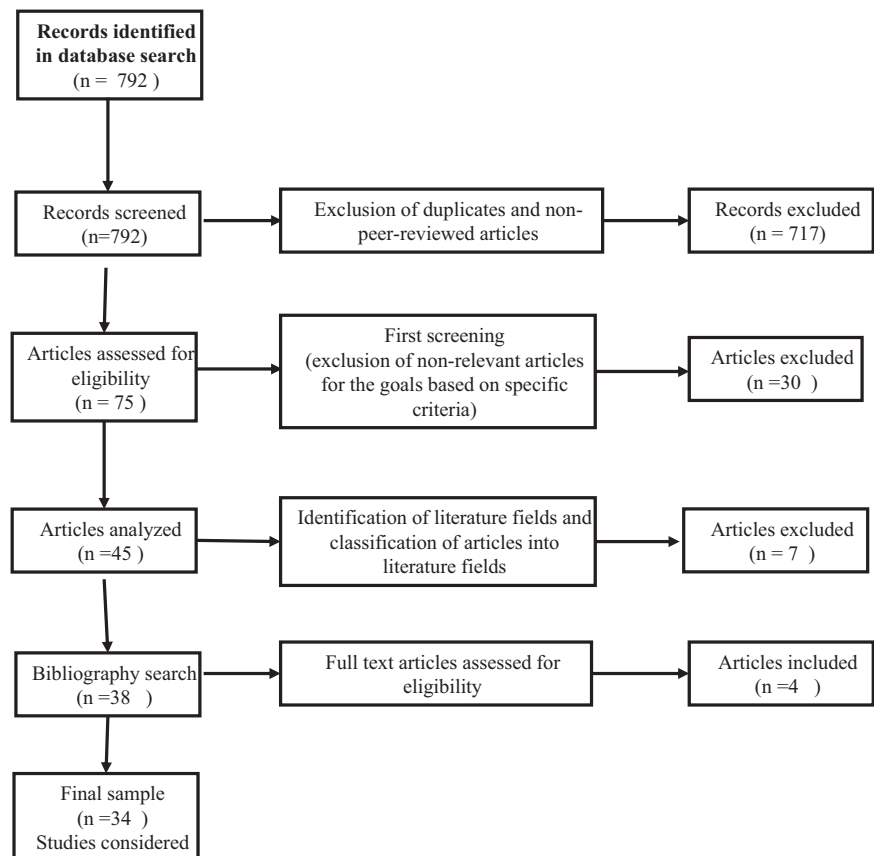 Records identified
in database search
(n = 792 )
Records screened
(n=792)
Exclusion of duplicates and non-
peer-reviewed articles
Records excluded
(n = 717)
Articles assessed for
eligibility
(n = 75)
First screening
(exclusion of non-relevant articles
for the goals based on specific
criteria)
Articles excluded
(n =30 )
Articles analyzed
(n =45 )
Identification of literature fields and
classification of articles into
literature fields
Articles excluded
(n = 7 )
Bibliography search
(n =38 )
Full text articles assessed for
eligibility
Articles included
(n =4 )
Final sample
(n =34 )
Studies considered